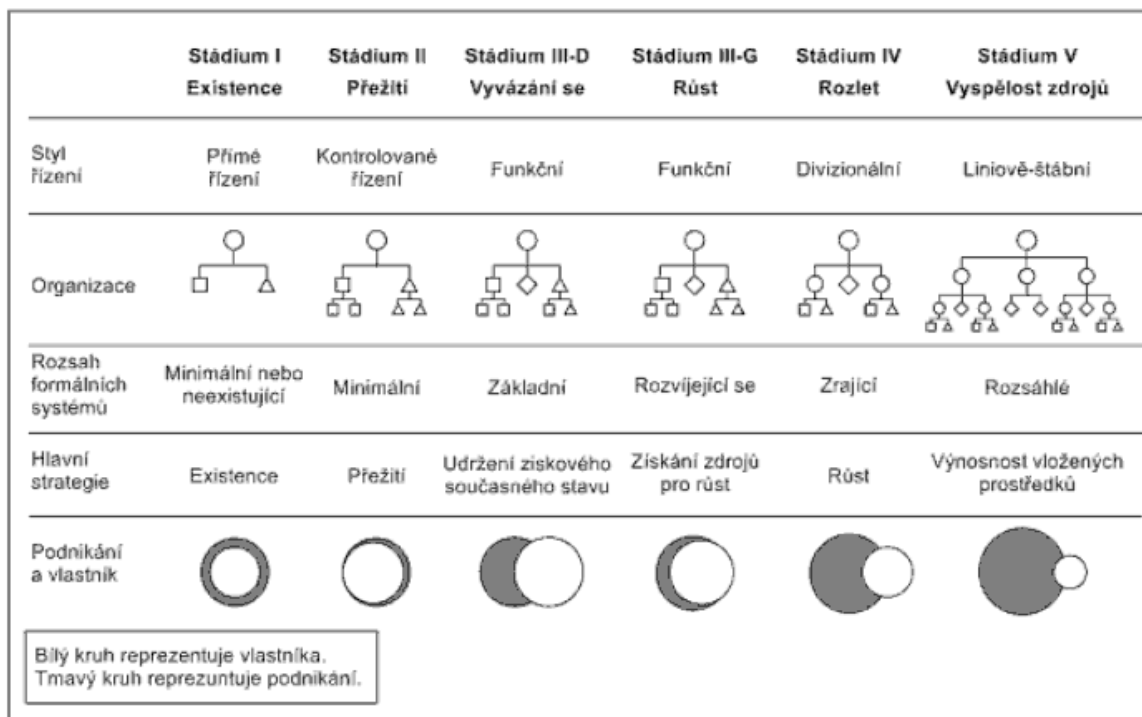 Stádium I Stádium II Stádium III-D Stádium III-G Stádium IV Stádium V
Existence Přežití Vyvázání se Růst Rozlet Vyspělost zdrojů
Styl
řízení
Přímé
řízení
Kontrolované
řízení
Funkční
Funkční
Divizionální
Liniově-štábní
Organizace
Rozsah
formálních
systémů
Minimální nebo
neexistující
Minimální
Základní
Rozvíjející se
Zrající
Rozsáhlé
Hlavní
strategie
Existence
Přežití
Udržení ziskového
současného stavu
Získání zdrojů
pro růst
Růst
Výnosnost vložených
prostředků
Podnikání
a vlastník
Bílý kruh reprezentuje vlastníka.
Tmavý kruh reprezuntuje podnikání.